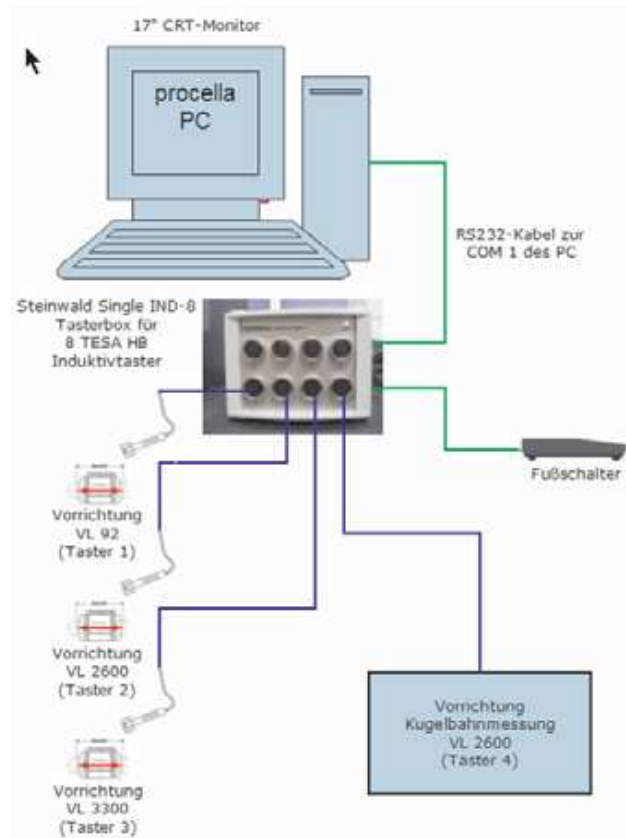 17" CRT-Monitor
procella
PC
RS232-Kabel zur
COM 1 des PC
Steinwald Single IND-8
Tasterbox für
8 TESA HB
Induktivtaster
Fußschalter
Vorrichtung
VL 92
(Taster 1)
Vorrichtung
VL 2600
(Taster 2)
Vorrichtung
Kugelbahnmessung
VL 2600
(Taster 4)
Vorrichtung
VL 3300
(Taster 3)